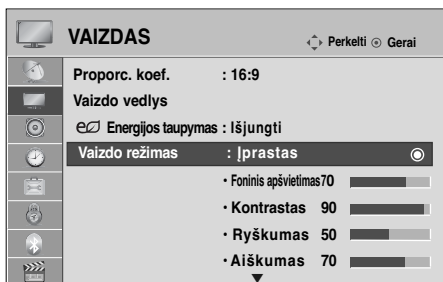 VAIZDAS Perkelti Gerai
Proporc. koef. : 16:9
Vaizdo vedlys
Energijos taupymas : Išjungti
Vaizdo režimas : Įprastas
• Foninis apšvietimas70
• Kontrastas 90
• Ryškumas 50
• Aiškumas 70